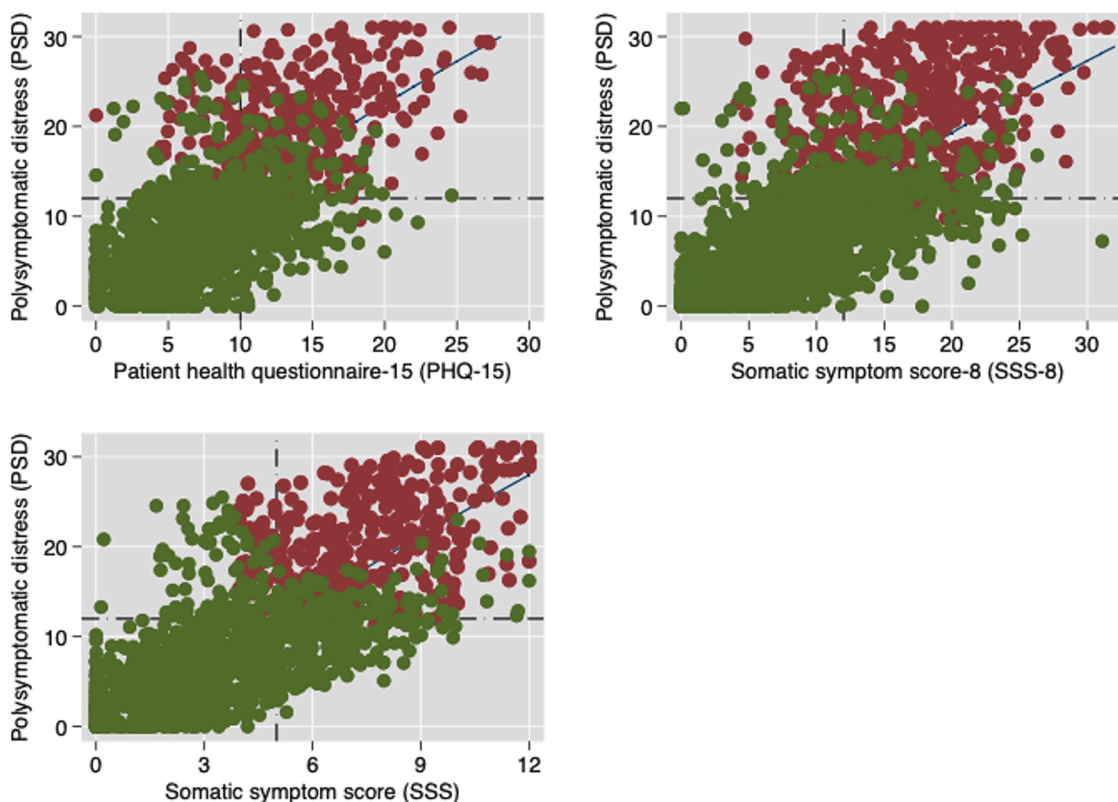 Polysymptomatic distress (PSD)
30
20
10
0
0 5 10 15 20 25 30
Patient health questionnaire-15 (PHQ-15)
Polysymptomatic distress (PSD)
30
20
10
0
0 5 10 15 20 25 30
Somatic symptom score-8 (SSS-8)
Polysymptomatic distress (PSD)
30
20
10
0
0 3 6 9 12
Somatic symptom score (SSS)